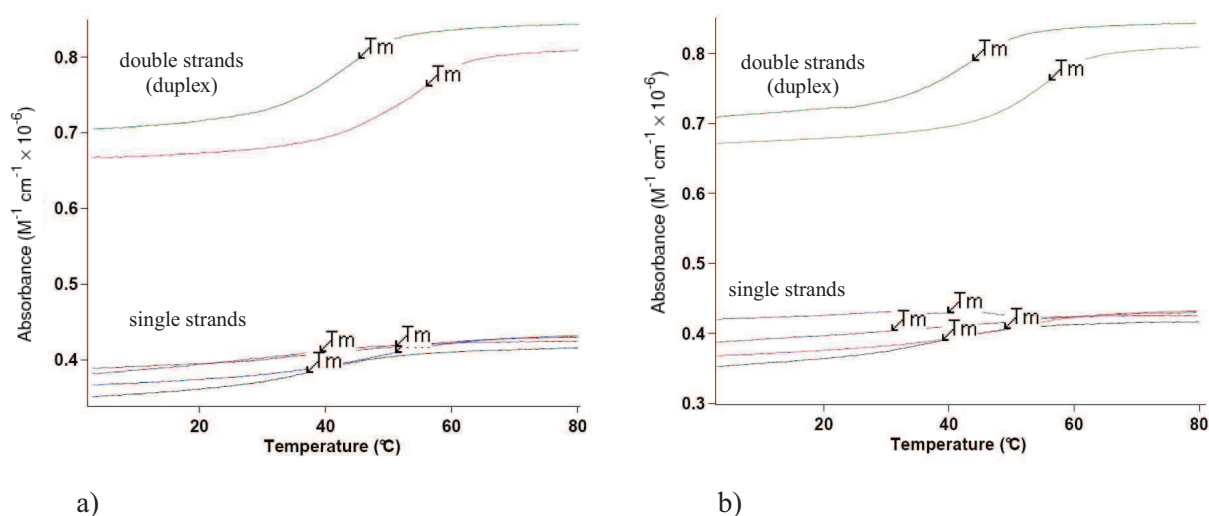 0.8
0.7
0.6
0.5
0.4
Absorbance (M⁻¹ cm⁻¹ × 10⁻⁶)
double strands
(duplex)
Tm
Tm
single strands
Tm
Tm
Tm
20
40
60
80
Temperature (°C)
a)
0.8
0.7
0.6
0.5
0.4
0.3
Absorbance (M⁻¹ cm⁻¹ × 10⁻⁶)
double strands
(duplex)
Tm
Tm
single strands
Tm
Tm
Tm
Tm
20
40
60
80
Temperature (°C)
b)